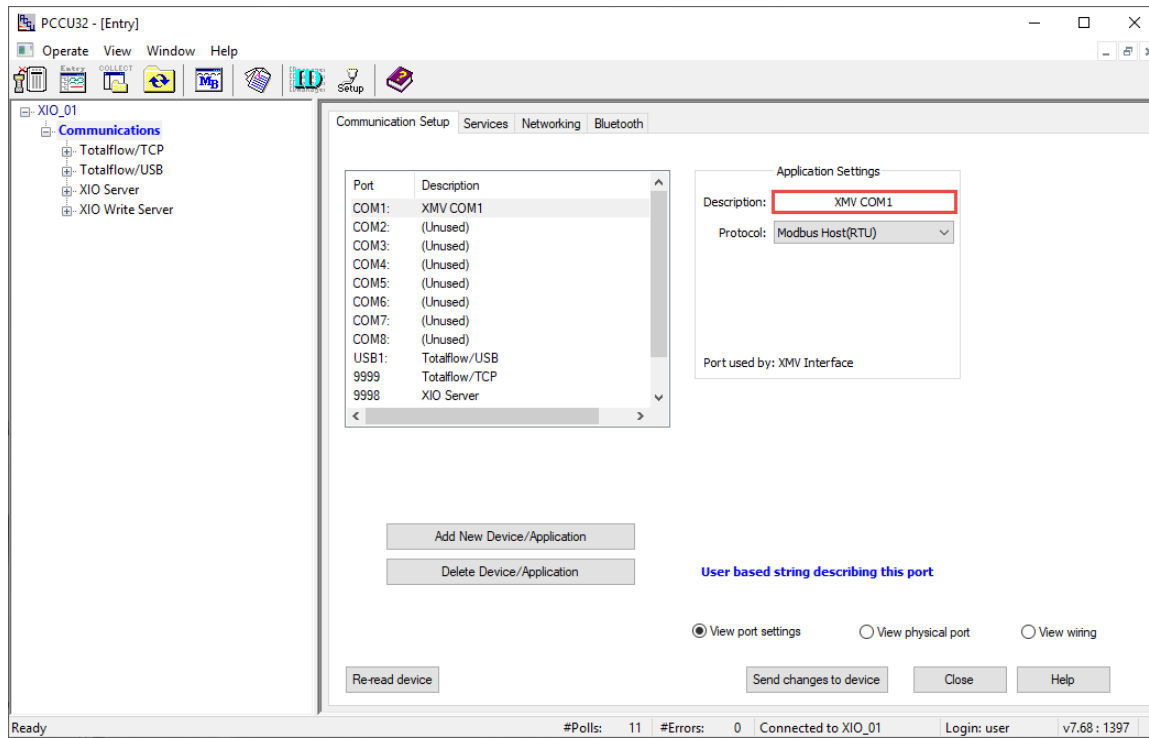 PCCU32 - [Entry]
Operate View Window Help
Entry COLLECT MB ID Setup
XIO_01
Communications
Totalflow/TCP
Totalflow/USB
XIO Server
XIO Write Server
Communication Setup Services Networking Bluetooth
Port Description
COM1: XMV COM1
COM2: (Unused)
COM3: (Unused)
COM4: (Unused)
COM5: (Unused)
COM6: (Unused)
COM7: (Unused)
COM8: (Unused)
USB1: Totalflow/USB
9999 Totalflow/TCP
9998 XIO Server
Application Settings
Description: XMV COM1
Protocol: Modbus Host(RTU)
Port used by: XMV Interface
Add New Device/Application
Delete Device/Application
User based string describing this port
View port settings View physical port View wiring
Re-read device Send changes to device Close Help
Ready #Polls: 11 #Errors: 0 Connected to XIO_01 Login: user v7.68 : 1397